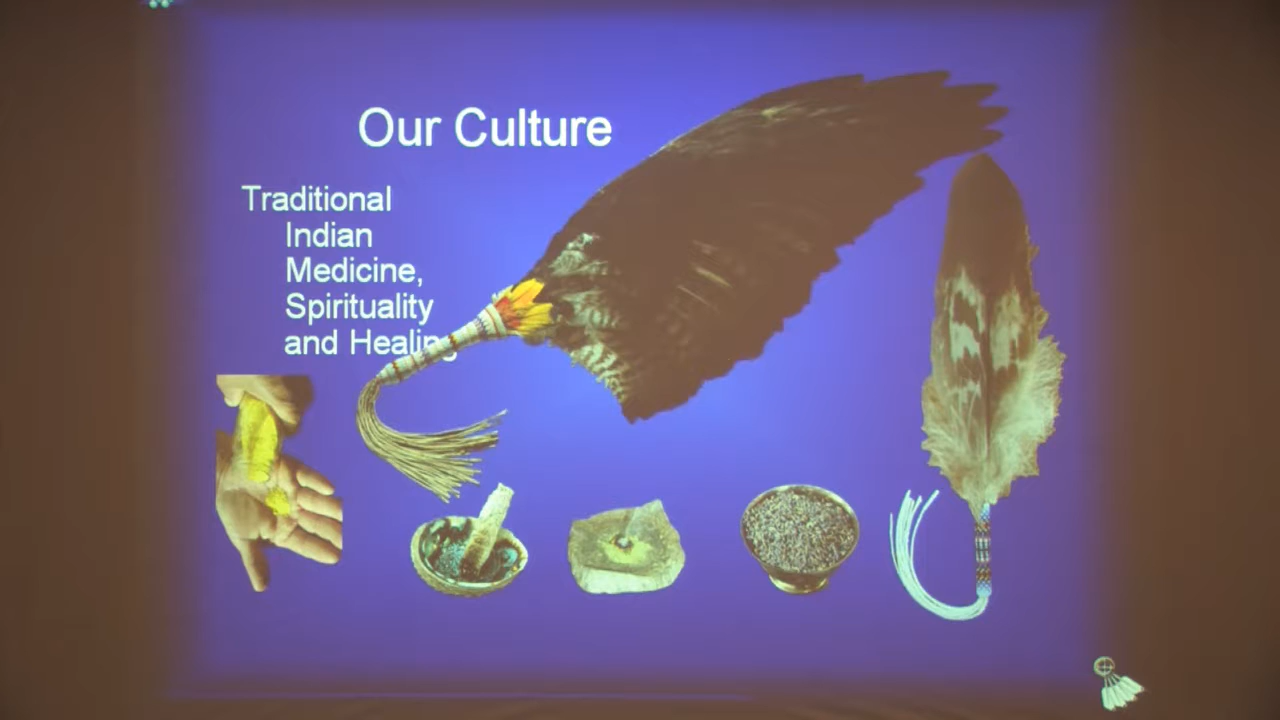 Our Culture
Traditional
Indian
Medicine,
Spirituality
and Healing